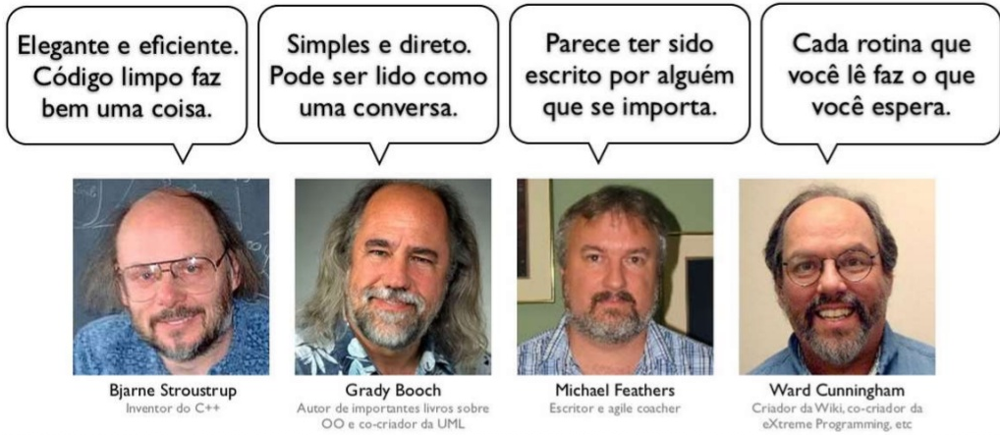 Elegante e eficiente.
Código limpo faz
bem uma coisa.
Simples e direto.
Pode ser lido como
uma conversa.
Parece ter sido
escrito por alguém
que se importa.
Cada rotina que
você lê faz o que
você espera.
Bjarne Stroustrup
Inventor do C++
Grady Booch
Autor de importantes livros sobre
OO e co-criador da UML
Michael Feathers
Escritor e agile coacher
Ward Cunningham
Criador da Wiki, co-criador da
eXtreme Programming, etc